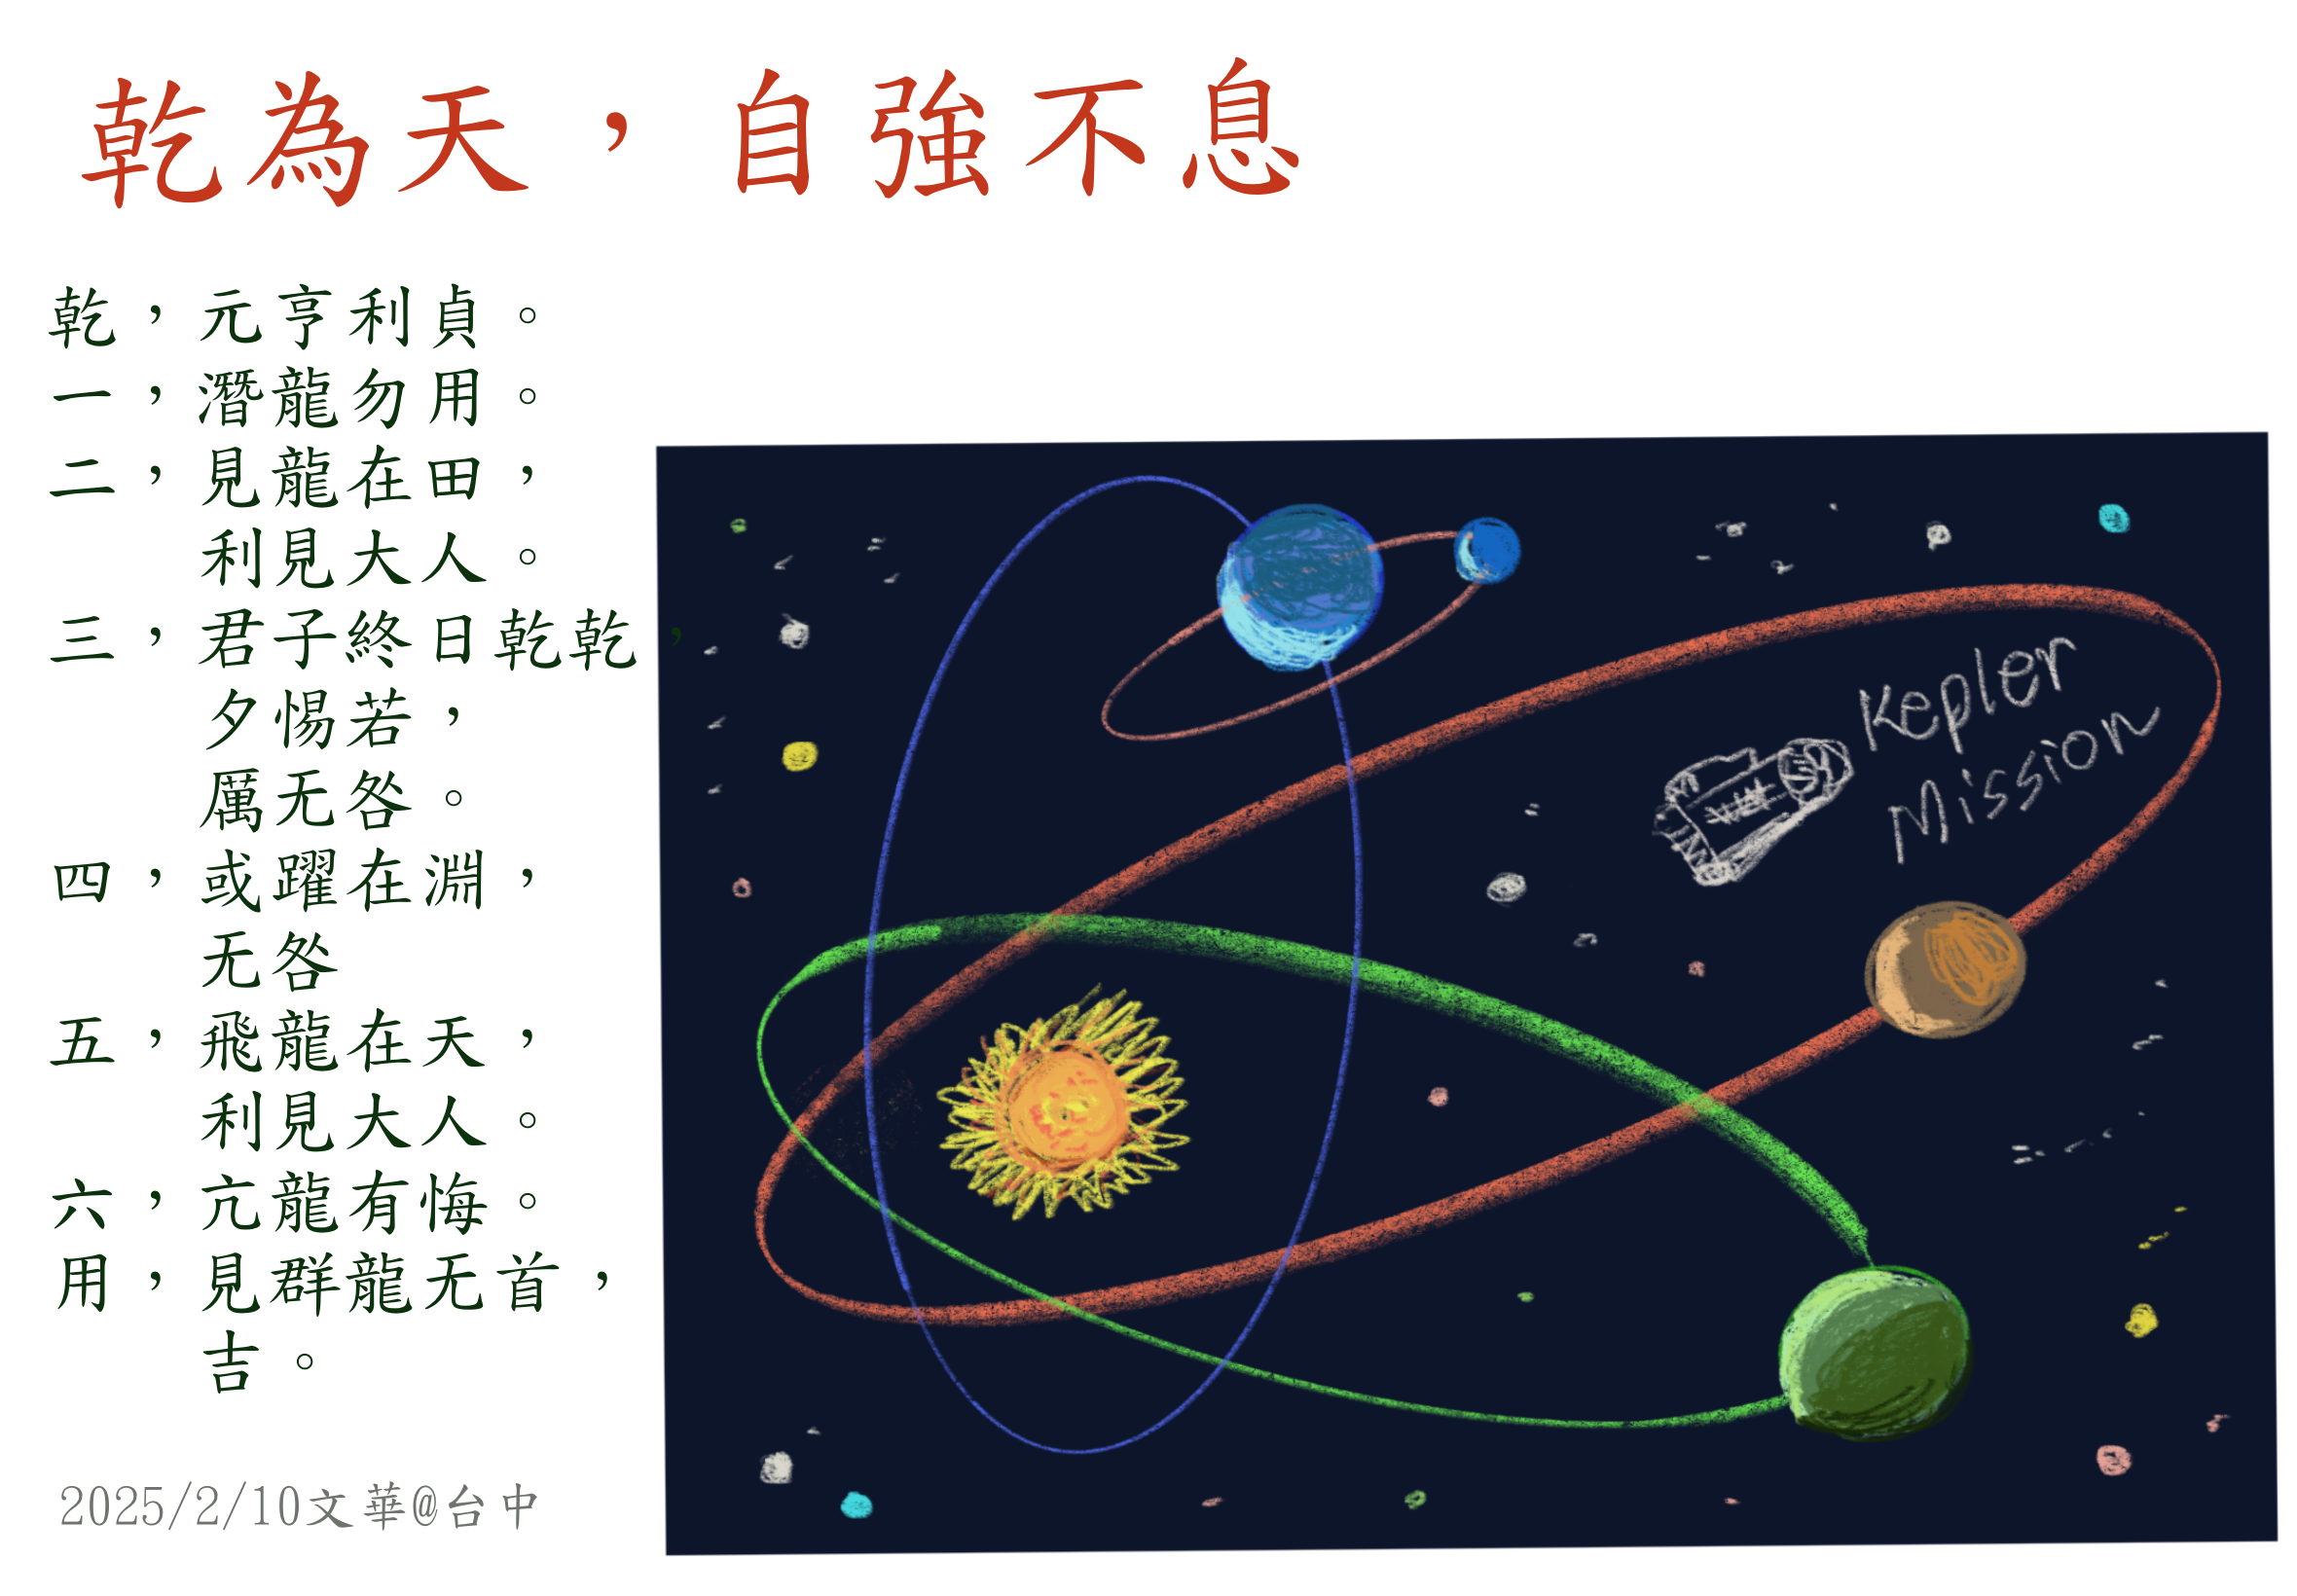 乾為天，自強不息
乾，元亨利貞。
一，潛龍勿用。
二，見龍在田，
利見大人。
三，君子終日乾乾，
夕惕若，
厲无咎。
四，或躍在淵，
无咎
五，飛龍在天，
利見大人。
六，亢龍有悔。
用，見群龍无首，
吉。
2025/2/10文華@台中
Kepler
Mission